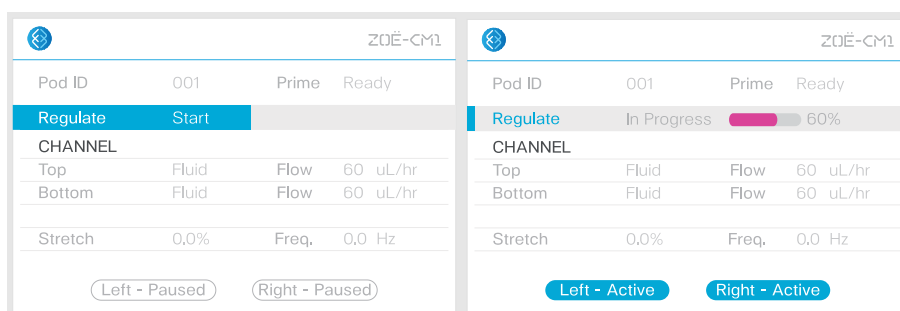 ZOË-CM1
Pod ID 001 Prime Ready
Regulate Start
CHANNEL
Top Fluid Flow 60 uL/hr
Bottom Fluid Flow 60 uL/hr
Stretch 0.0% Freq. 0.0 Hz
Left - Paused Right - Paused
ZOË-CM1
Pod ID 001 Prime Ready
Regulate In Progress 60%
CHANNEL
Top Fluid Flow 60 uL/hr
Bottom Fluid Flow 60 uL/hr
Stretch 0.0% Freq. 0.0 Hz
Left - Active Right - Active